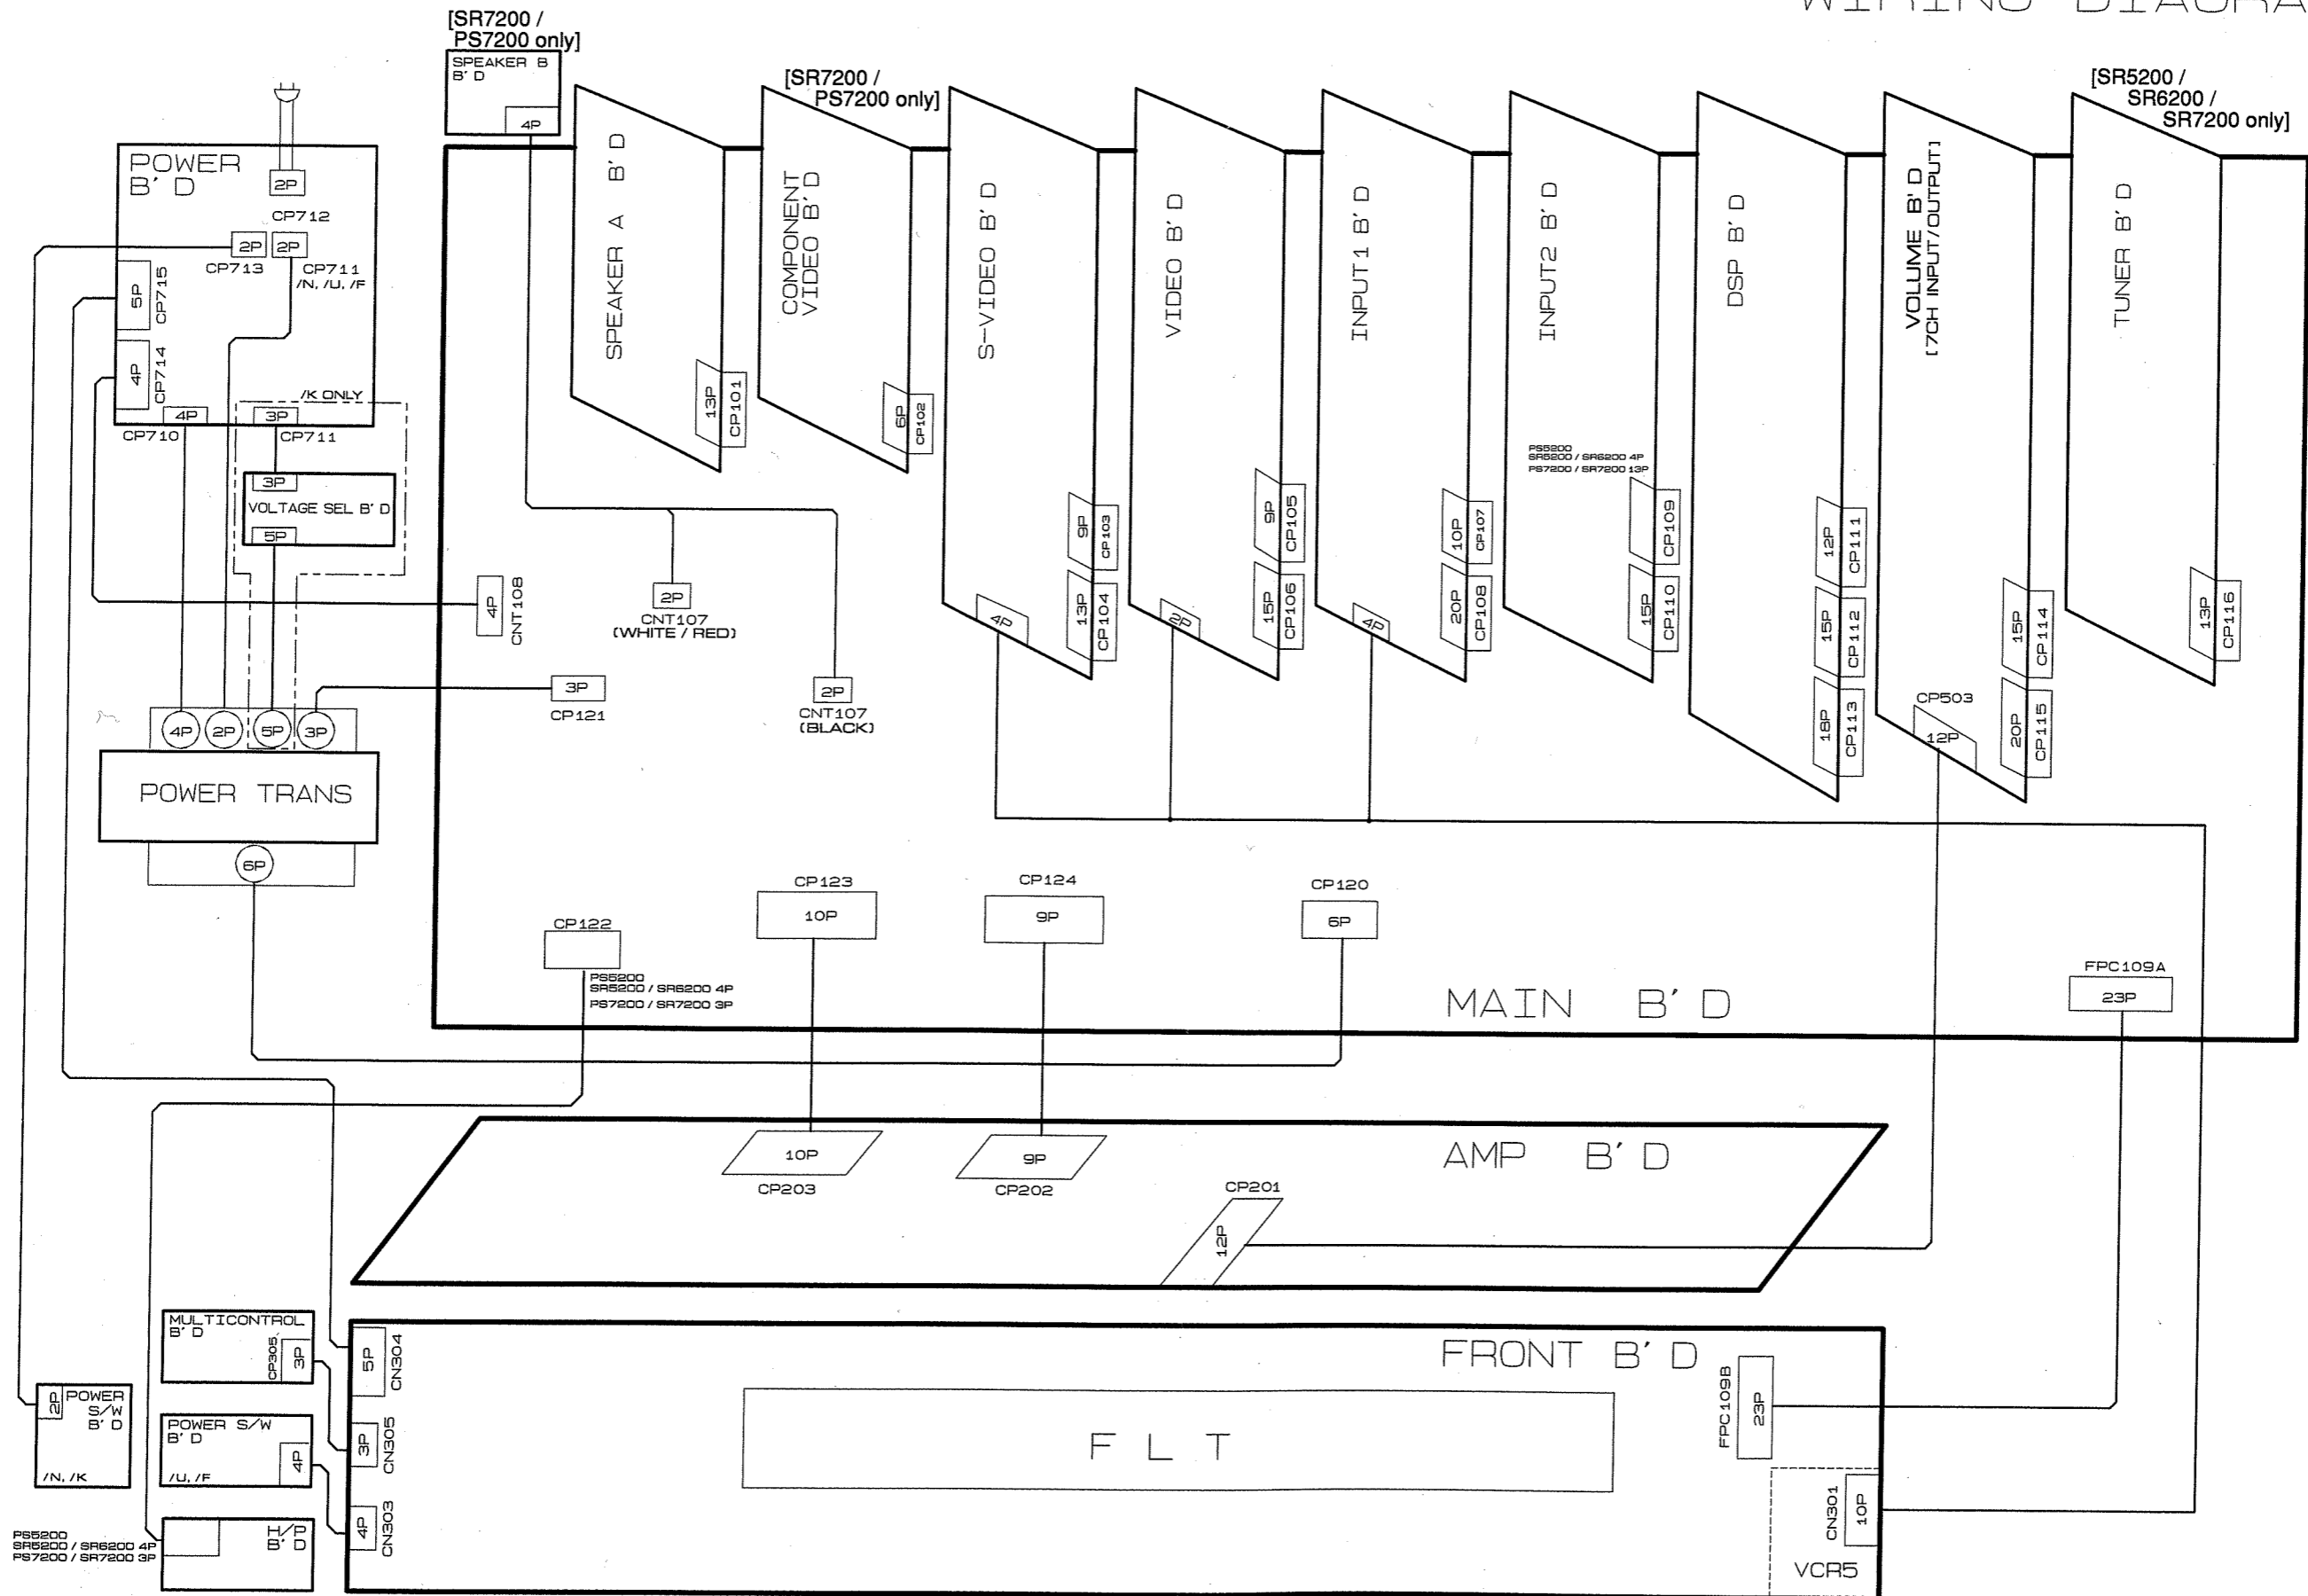 WIRING DIAGRA
[SR7200 /
PS7200 only]
SPEAKER B
B'D
4P
[SR7200 /
PS7200 only]
[SR5200 /
SR6200 /
SR7200 only]
POWER
B'D
2P
CP712
2P
2P
CP713
CP711
/N, /U, /F
5P
CP715
4P
CP714
/K ONLY
4P
3P
CP710
CP711
3P
VOLTAGE SEL B'D
5P
4P
2P
5P
3P
POWER TRANS
6P
SPEAKER A B'D
13P
CP101
COMPONENT
VIDEO B'D
6P
CP102
S-VIDEO B'D
9P
CP103
13P
CP104
4P
VIDEO B'D
9P
CP105
15P
CP106
2P
INPUT1 B'D
10P
CP107
20P
CP108
4P
INPUT2 B'D
PS5200
SR5200 / SR6200 4P
PS7200 / SR7200 13P
CP109
15P
CP110
DSP B'D
12P
CP111
15P
CP112
18P
CP113
VOLUME B'D
[7CH INPUT/OUTPUT]
15P
CP114
20P
CP115
CP503
12P
TUNER B'D
13P
CP116
4P
CNT108
2P
CNT107
(WHITE / RED)
3P
CP121
2P
CNT107
(BLACK)
CP122
PS5200
SR5200 / SR6200 4P
PS7200 / SR7200 3P
CP123
10P
CP124
9P
CP120
6P
FPC109A
23P
MAIN B'D
AMP B'D
10P
CP203
9P
CP202
CP201
12P
MULTICONTROL
B'D
CP305
3P
5P
CN304
FRONT B'D
FPC109B
23P
2P
POWER
S/W
B'D
/N, /K
POWER S/W
B'D
4P
/U, /F
3P
CN305
FLT
4P
CN303
CN301
10P
VCR5
H/P
B'D
PS5200
SR5200 / SR6200 4P
PS7200 / SR7200 3P